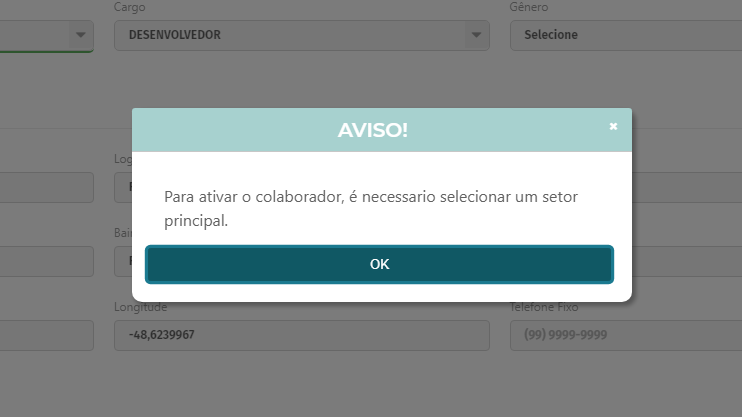 Cargo
Gênero
DESENVOLVEDOR
Selecione
AVISO!
Para ativar o colaborador, é necessario selecionar um setor
principal.
OK
Longitude
Telefone Fixo
-48,6239967
(99) 9999-9999